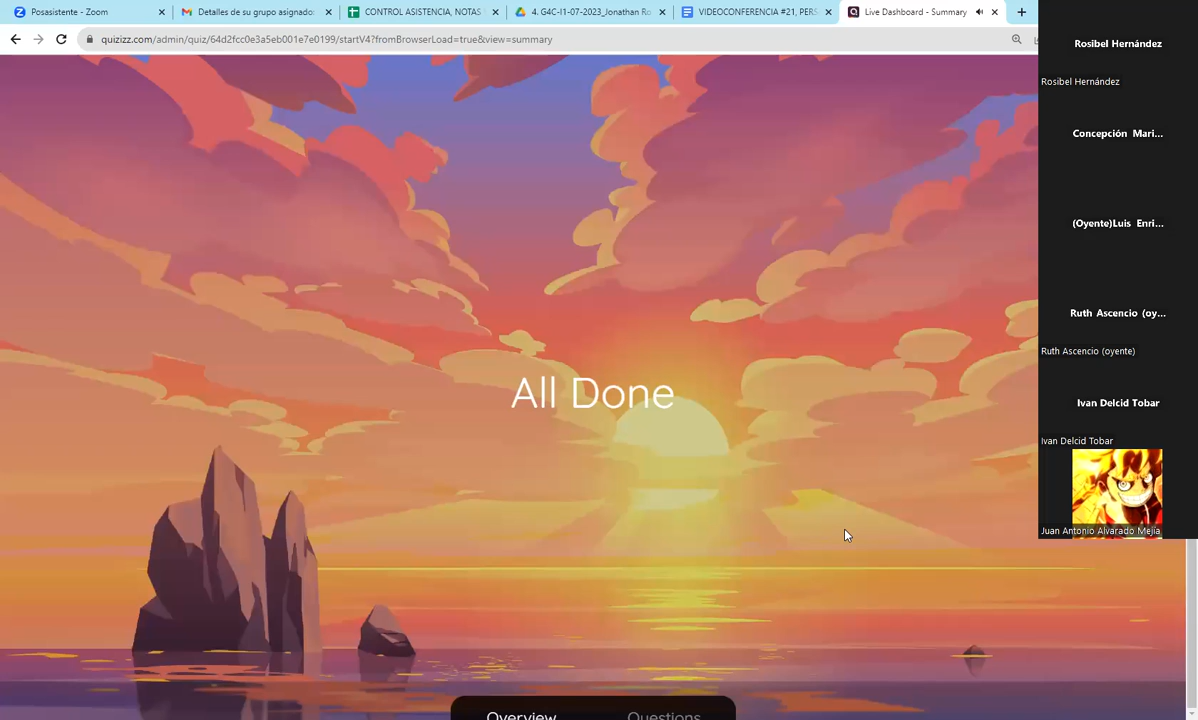 Posasistente - Zoom
Detalles de su grupo asignado:
CONTROL ASISTENCIA, NOTAS
4. G4C-I1-07-2023_Jonathan Ro
VIDEOCONFERENCIA #21, PERS
Live Dashboard - Summary
quizizz.com/admin/quiz/64d2fcc0e3a5eb001e7e0199/startV4?fromBrowserLoad=true&view=summary
Rosibel Hernández
Rosibel Hernández
Concepción Mari...
(Oyente)Luis Enri...
Ruth Ascencio (oy...
Ruth Ascencio (oyente)
Ivan Delcid Tobar
Ivan Delcid Tobar
Juan Antonio Alvarado Mejía
All Done
Overview
Questions